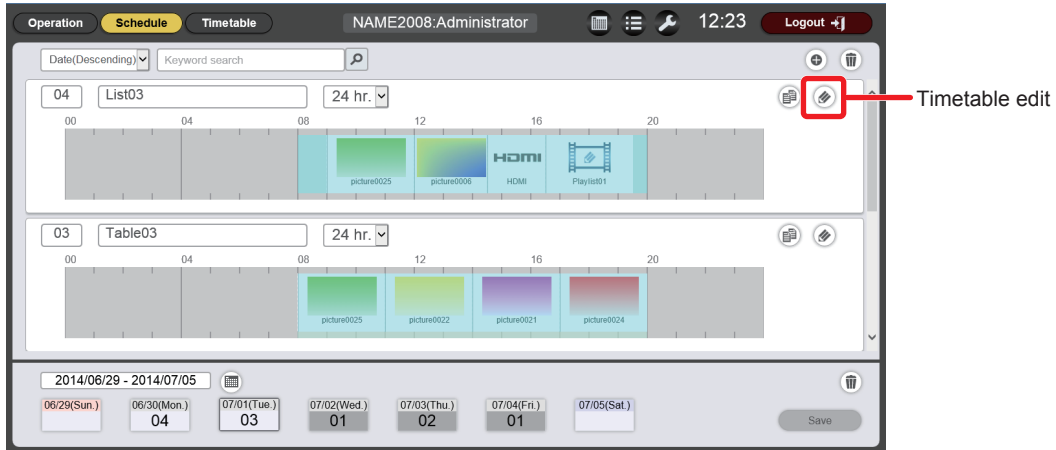 Operation Schedule Timetable NAME2008:Administrator 12:23 Logout
Date(Descending) Keyword search
04 List03 24 hr. Timetable edit
00 04 08 12 16 20
picture0025 picture0006 HDMI HDMI Playlist01
03 Table03 24 hr.
00 04 08 12 16 20
picture0025 picture0022 picture0021 picture0024
2014/06/29 - 2014/07/05
06/29(Sun.) 06/30(Mon.) 07/01(Tue.) 07/02(Wed.) 07/03(Thu.) 07/04(Fri.) 07/05(Sat.)
04 03 01 02 01 Save